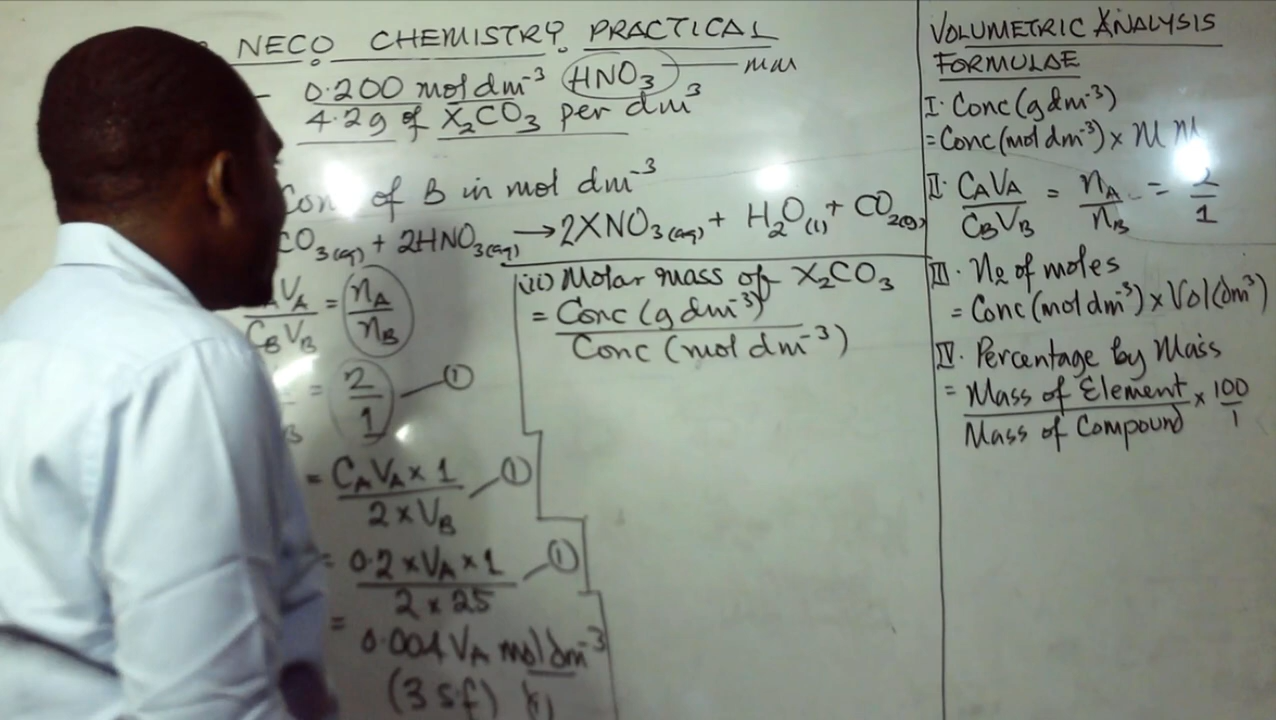 NECO CHEMISTRY PRACTICAL
– 0.200 mol dm⁻³ HNO₃ — mm
4.2g of X₂CO₃ per dm³
of B in mol dm⁻³
CO₃(aq) + 2HNO₃(aq) → 2XNO₃(aq) + H₂O(l) + CO₂(g)
VA / CBVB = nA / nB
= 2 / 1 — ①
= CAVA × 1 / 2 × VB — ①
= 0.2 × VA × 1 / 2 × 25 — ①
= 0.004 VA mol dm⁻³
(3 s.f)
(ii) Molar mass of X₂CO₃
= Conc (g dm⁻³)
Conc (mol dm⁻³)
VOLUMETRIC ANALYSIS
FORMULAE
I. Conc (g dm⁻³)
= Conc (mol dm⁻³) × M M
II. CAVA / CBVB = nA / nB = 2 / 1
III. No of moles
= Conc (mol dm⁻³) × Vol (dm³)
IV. Percentage by Mass
= Mass of Element × 100
Mass of Compound 1